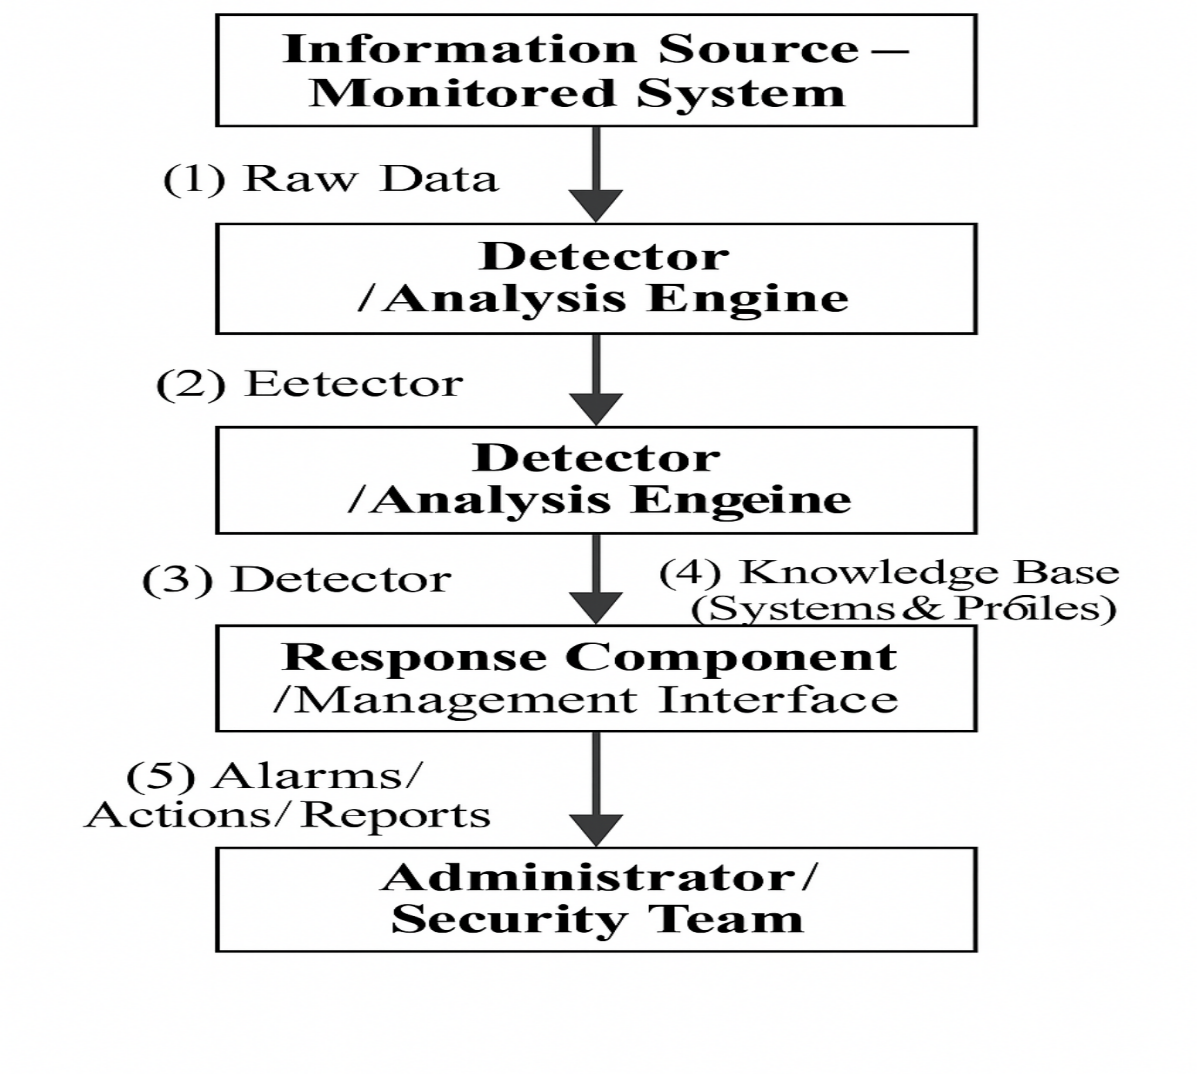 Information Source –
Monitored System
(1) Raw Data
Detector
/Analysis Engine
(2) Eetector
Detector
/Analysis Engeine
(3) Detector
(4) Knowledge Base
(Systems & Próiles)
Response Component
/Management Interface
(5) Alarms/
Actions/Reports
Administrator/
Security Team